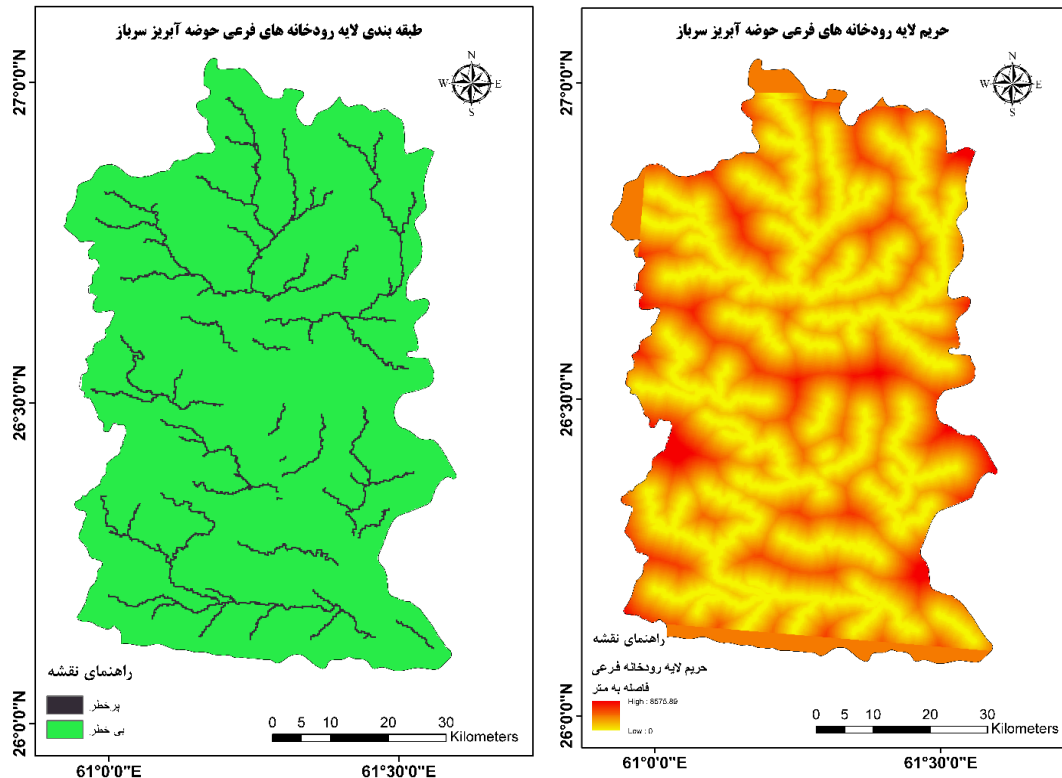 طبقه بندی لایه رودخانه های فرعی حوضه آبریز سرباز
N
W E
S
27°0'0"N
26°30'0"N
26°0'0"N
راهنمای نقشه
پرخطر
بی خطر
0 5 10 20 30
Kilometers
61°0'0"E 61°30'0"E
حریم لایه رودخانه های فرعی حوضه آبریز سرباز
N
W E
S
27°0'0"N
26°30'0"N
26°0'0"N
راهنمای نقشه
حریم لایه رودخانه فرعی
فاصله به متر
High : 8575.89
Low : 0
0 5 10 20 30
Kilometers
61°0'0"E 61°30'0"E